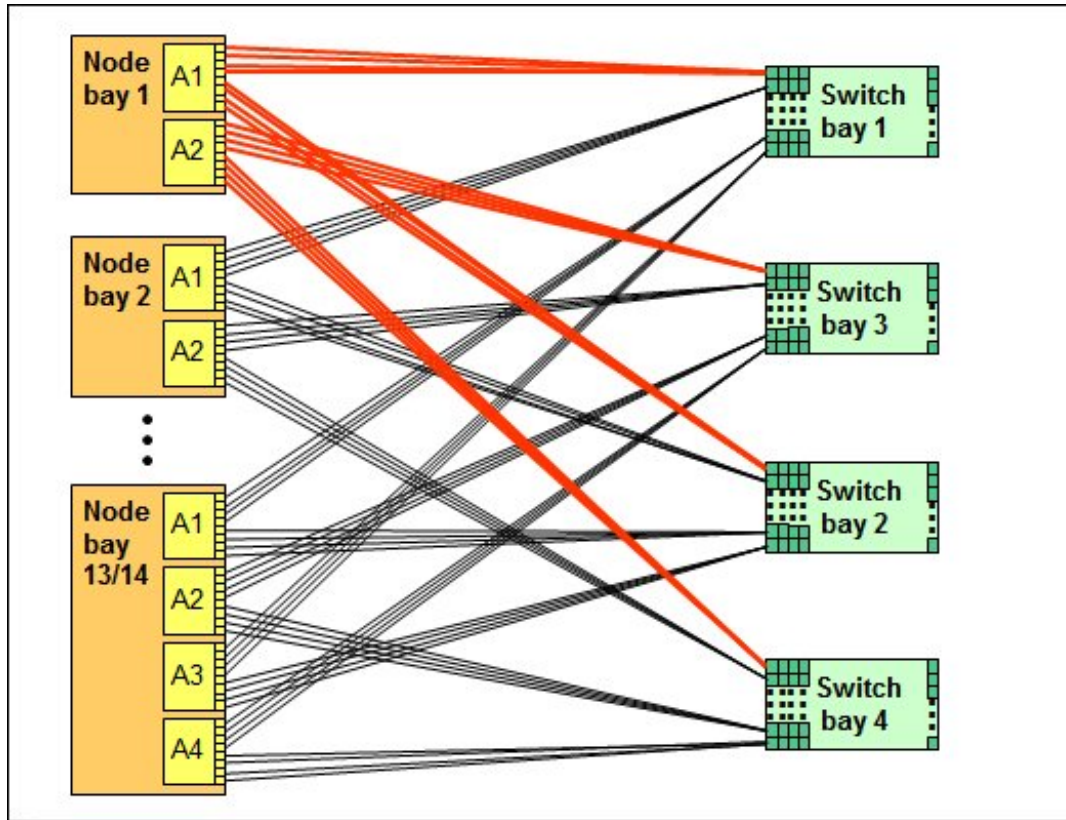 Node
bay 1
A1
A2
Node
bay 2
A1
A2
Node
bay
13/14
A1
A2
A3
A4
Switch
bay 1
Switch
bay 3
Switch
bay 2
Switch
bay 4